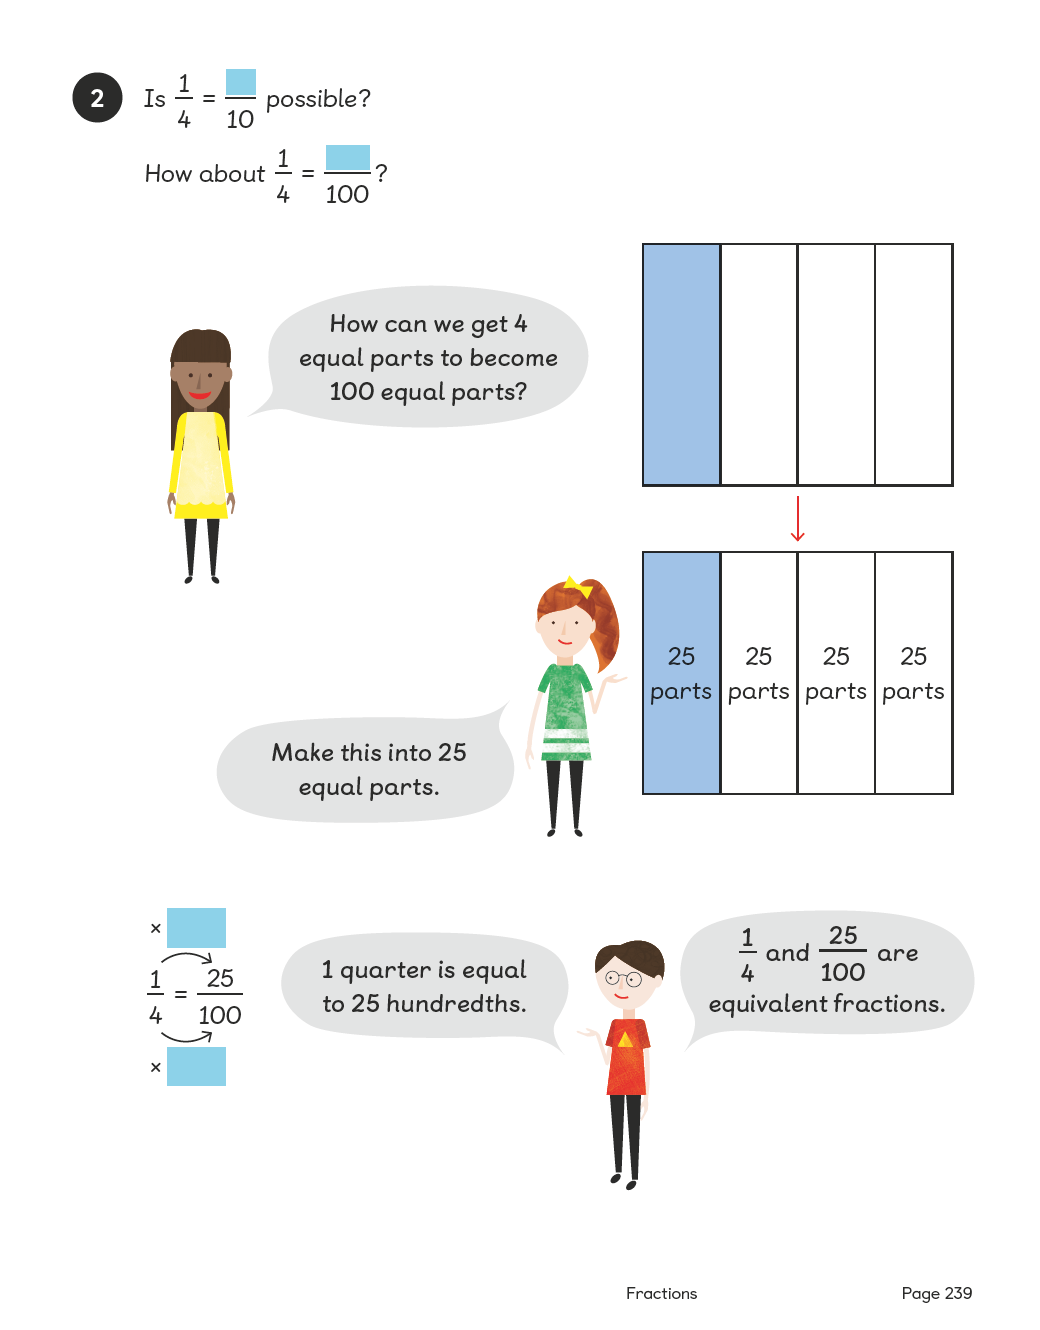 2
Is 1/4 = /10 possible?
How about 1/4 = /100 ?
How can we get 4
equal parts to become
100 equal parts?
25 parts
25 parts
25 parts
25 parts
Make this into 25
equal parts.
×
1/4 = 25/100
×
1 quarter is equal
to 25 hundredths.
1/4 and 25/100 are
equivalent fractions.
Fractions
Page 239